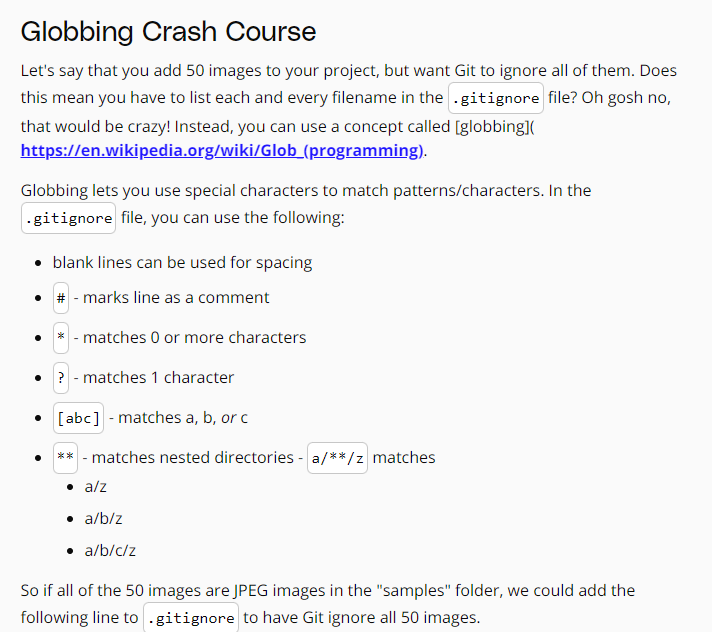 Globbing Crash Course
Let's say that you add 50 images to your project, but want Git to ignore all of them. Does
this mean you have to list each and every filename in the .gitignore file? Oh gosh no,
that would be crazy! Instead, you can use a concept called [globbing](
https://en.wikipedia.org/wiki/Glob_(programming).
Globbing lets you use special characters to match patterns/characters. In the
.gitignore file, you can use the following:
blank lines can be used for spacing
# - marks line as a comment
* - matches 0 or more characters
? - matches 1 character
[abc] - matches a, b, or c
** - matches nested directories - a/**/z matches
a/z
a/b/z
a/b/c/z
So if all of the 50 images are JPEG images in the "samples" folder, we could add the
following line to .gitignore to have Git ignore all 50 images.